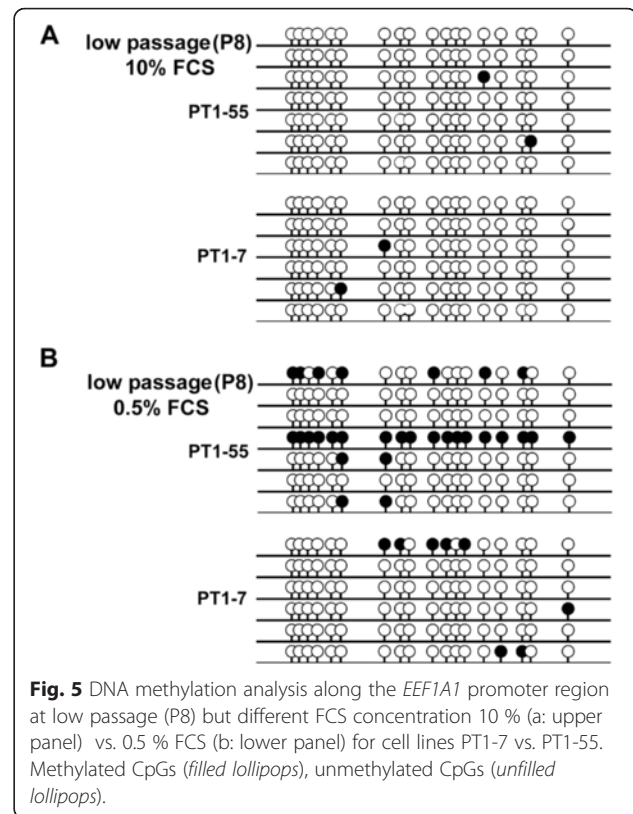 A
low passage(P8)
10% FCS
PT1-55
PT1-7
B
low passage(P8)
0.5% FCS
PT1-55
PT1-7
Fig. 5 DNA methylation analysis along the EEF1A1 promoter region
at low passage (P8) but different FCS concentration 10 % (a: upper
panel) vs. 0.5 % FCS (b: lower panel) for cell lines PT1-7 vs. PT1-55.
Methylated CpGs (filled lollipops), unmethylated CpGs (unfilled
lollipops).